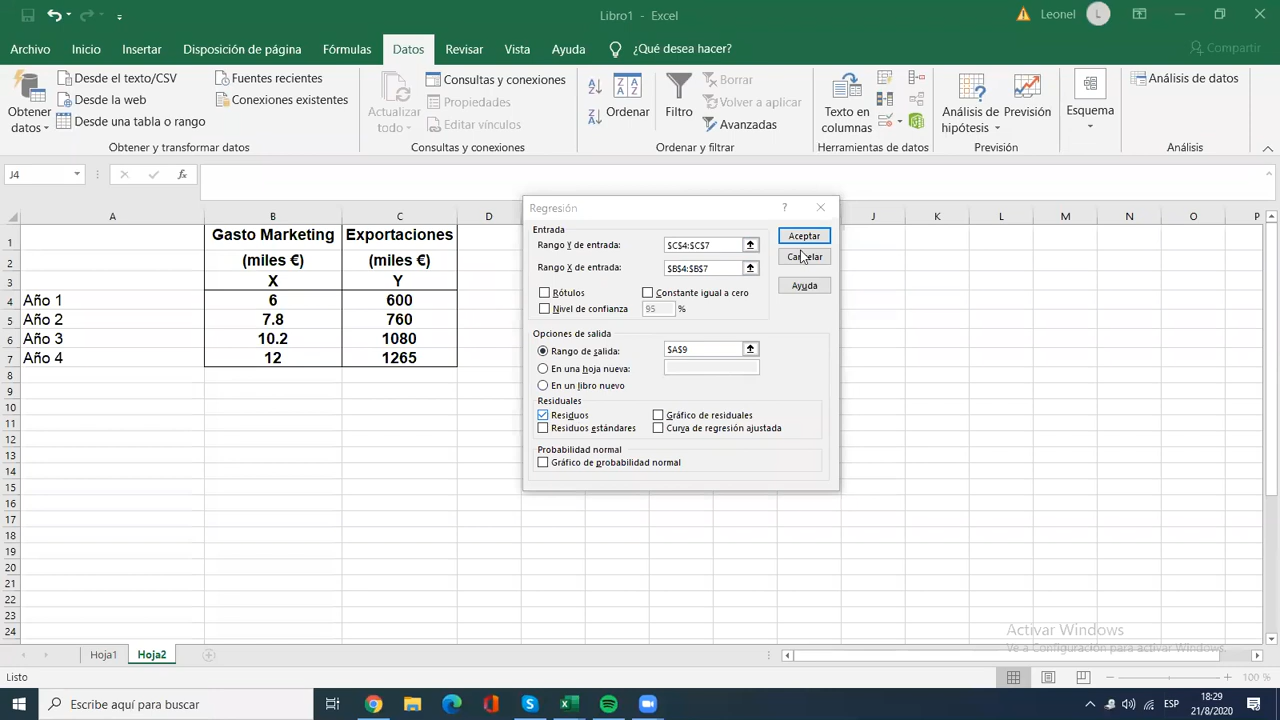 Libro1 - Excel
Leonel
L
Archivo
Inicio
Insertar
Disposición de página
Fórmulas
Datos
Revisar
Vista
Ayuda
¿Qué desea hacer?
Compartir
Obtener datos
Desde el texto/CSV
Desde la web
Desde una tabla o rango
Fuentes recientes
Conexiones existentes
Obtener y transformar datos
Actualizar todo
Consultas y conexiones
Propiedades
Editar vínculos
Consultas y conexiones
Ordenar
Filtro
Borrar
Volver a aplicar
Avanzadas
Ordenar y filtrar
Texto en columnas
Herramientas de datos
Análisis de hipótesis
Previsión
Previsión
Esquema
Análisis de datos
Análisis
J4
fx
A B C D J K L M N O P
1 Gasto Marketing Exportaciones
2 (miles €) (miles €)
3 X Y
4 Año 1 6 600
5 Año 2 7.8 760
6 Año 3 10.2 1080
7 Año 4 12 1265
8
9
10
11
12
13
14
15
16
17
18
19
20
21
22
23
24
Regresión
?
Entrada
Rango Y de entrada: $C$4:$C$7
Rango X de entrada: $B$4:$B$7
Rótulos
Constante igual a cero
Nivel de confianza 95 %
Aceptar
Cancelar
Ayuda
Opciones de salida
Rango de salida: $A$9
En una hoja nueva:
En un libro nuevo
Residuales
Residuos
Gráfico de residuales
Residuos estándares
Curva de regresión ajustada
Probabilidad normal
Gráfico de probabilidad normal
Activar Windows
Ve a Configuración para activar Windows.
Hoja1
Hoja2
Listo
100 %
Escribe aquí para buscar
ESP
18:29
21/8/2020